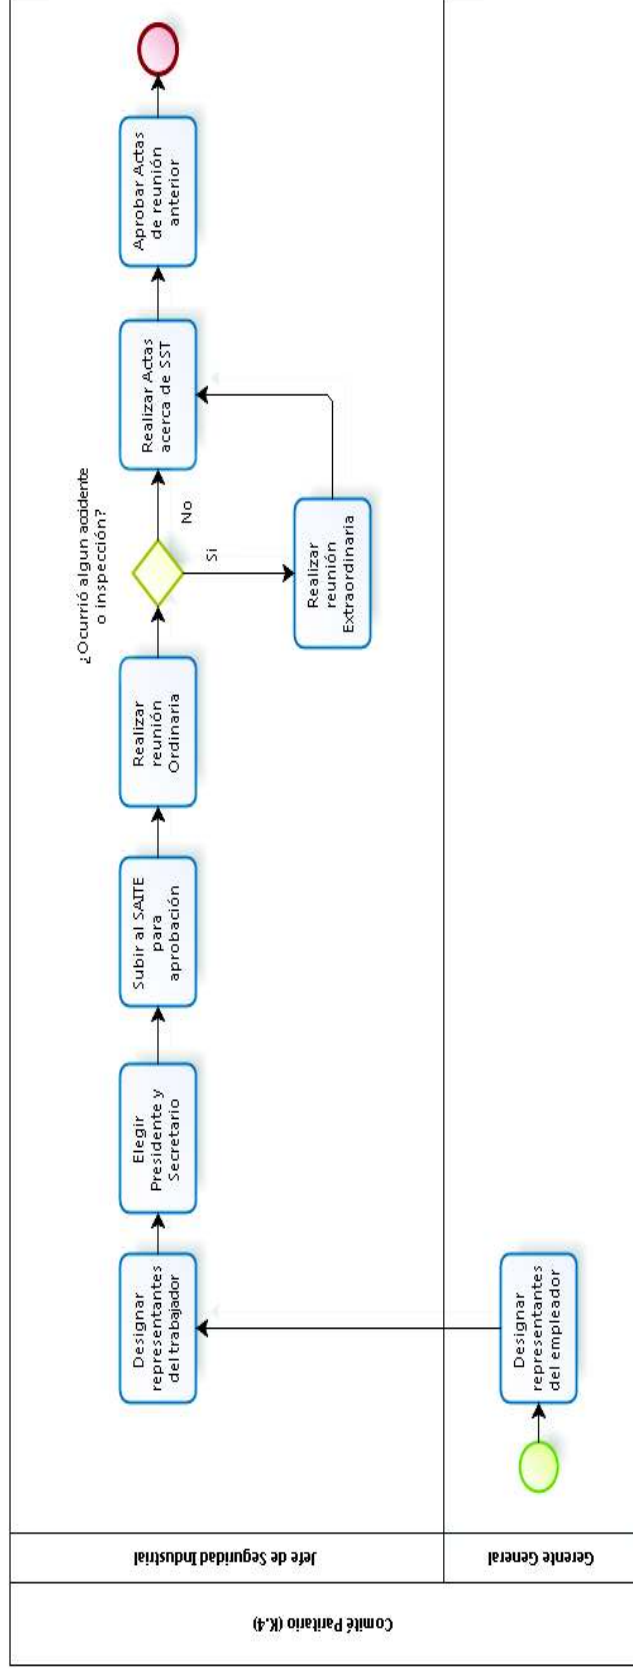 Comité Paritario (K.4)
Jefe de Seguridad Industrial
Gerente General
Designar
representantes
del empleador
Designar
representantes
del trabajador
Elegir
Presidente y
Secretario
Subir al SAITE
para
aprobación
Realizar
reunión
Ordinaria
¿Ocurrió algun accidente
o inspección?
No
Si
Realizar
reunión
Extraordinaria
Realizar Actas
acerca de SST
Aprobar Actas
de reunión
anterior